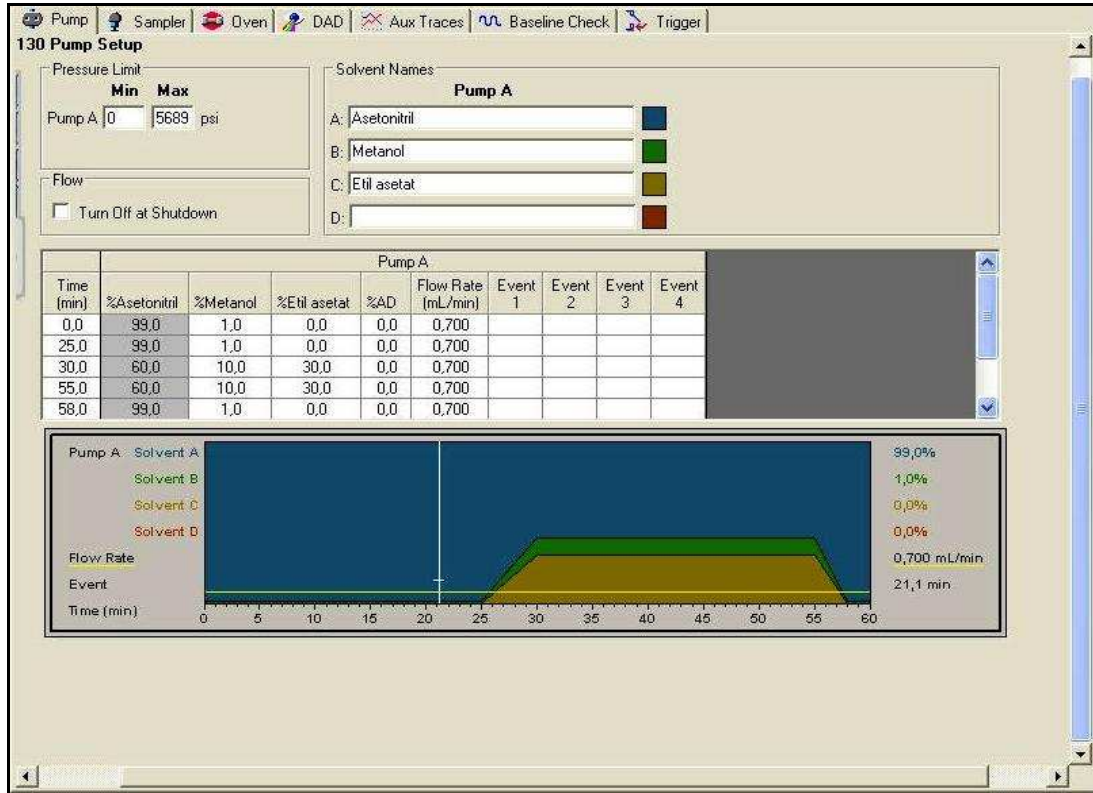 Pump Sampler Oven DAD Aux Traces Baseline Check Trigger
130 Pump Setup
Pressure Limit
Min Max
Pump A 0 5689 psi
Flow
Turn Off at Shutdown
Solvent Names
Pump A
A: Asetonitril
B: Metanol
C: Etil asetat
D:
Pump A
Time (min) %Asetonitril %Metanol %Etil asetat %AD Flow Rate (mL/min) Event 1 Event 2 Event 3 Event 4
0,0 99,0 1,0 0,0 0,0 0,700
25,0 99,0 1,0 0,0 0,0 0,700
30,0 60,0 10,0 30,0 0,0 0,700
55,0 60,0 10,0 30,0 0,0 0,700
58,0 99,0 1,0 0,0 0,0 0,700
Pump A Solvent A 99,0%
Solvent B 1,0%
Solvent C 0,0%
Solvent D 0,0%
Flow Rate 0,700 mL/min
Event 21,1 min
Time (min)
0 5 10 15 20 25 30 35 40 45 50 55 60